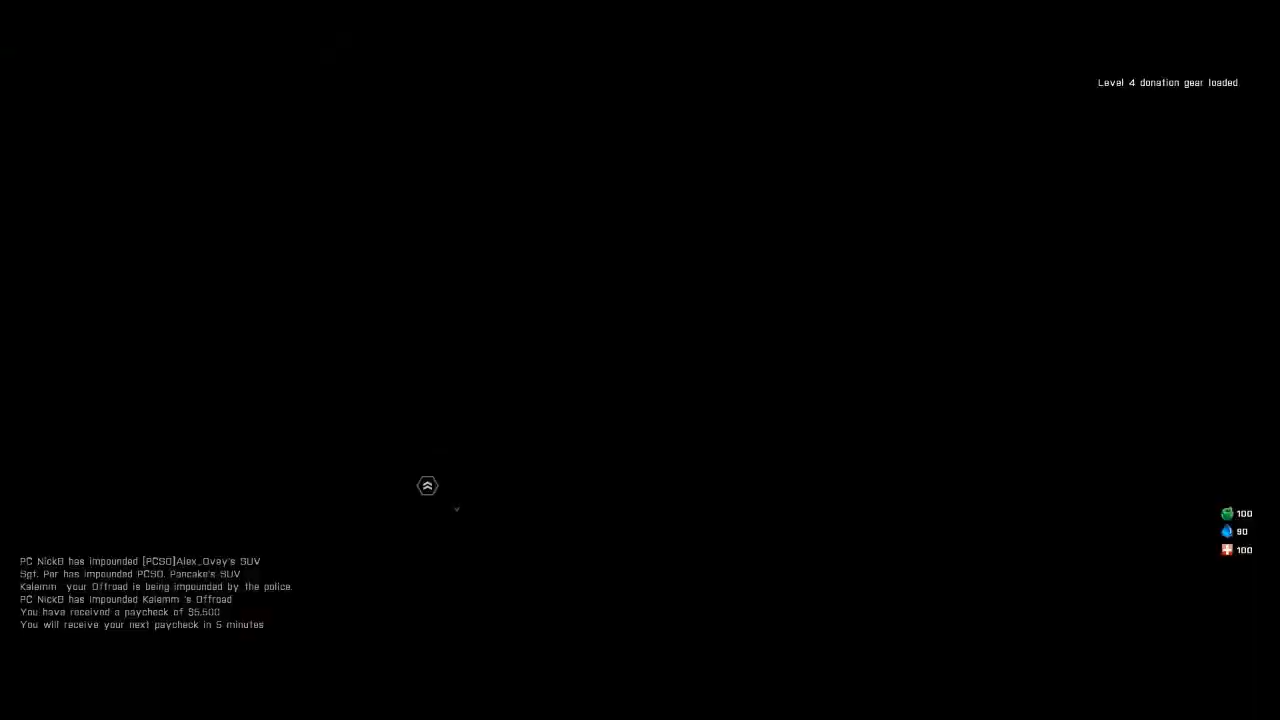 Level 4 donation gear loaded
100
90
100
PC NickB has impounded [PCSO]Alex_Ovey's SUV
Sgt. Par has impounded PCSO. Pancake's SUV
Kalemm your Offroad is being impounded by the police.
PC NickB has impounded Kalemm 's Offroad
You have received a paycheck of $5,500
You will receive your next paycheck in 5 minutes